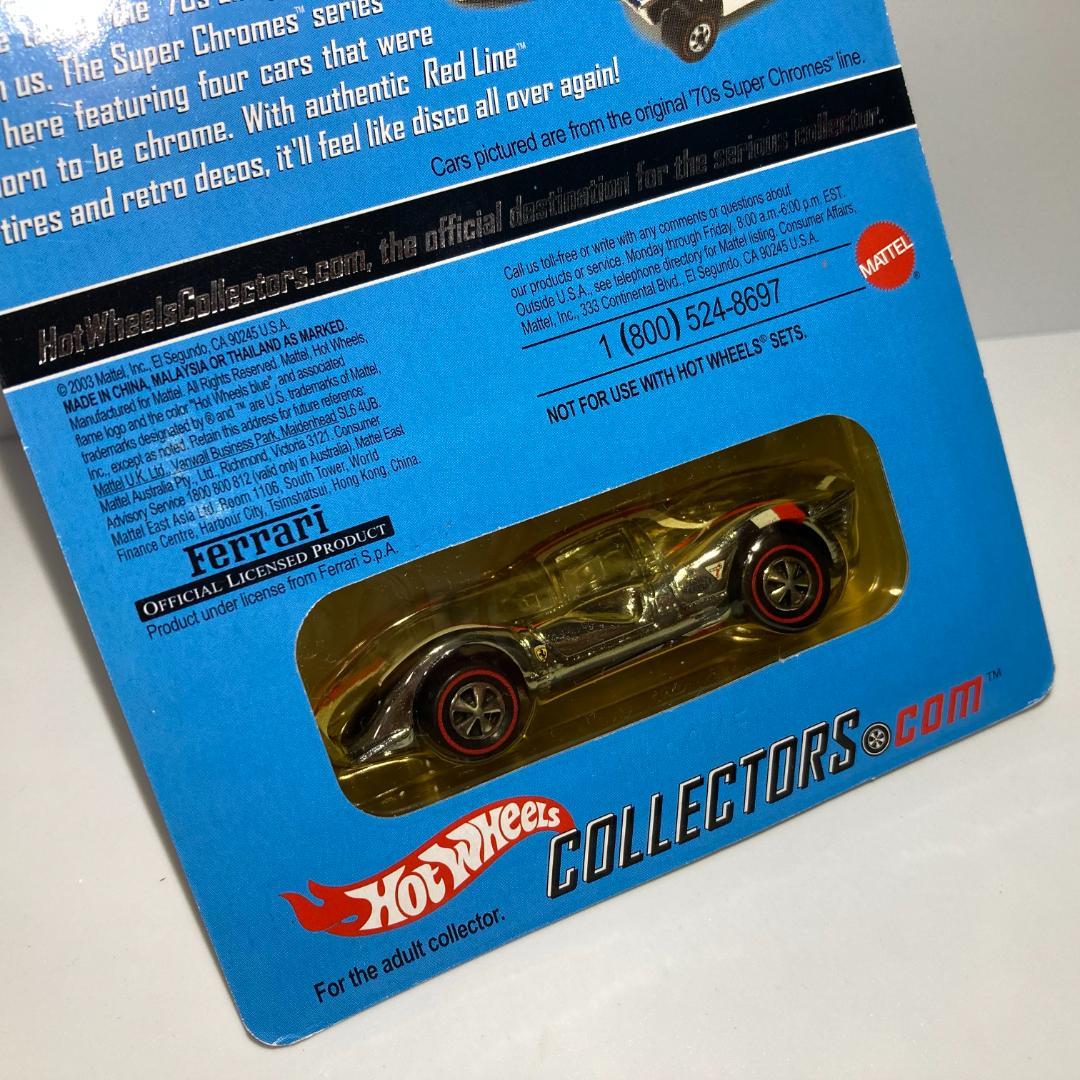 the '70s
n us. The Super Chromes™ series
here featuring four cars that were
orn to be chrome. With authentic Red Line™
tires and retro decos, it'll feel like disco all over again!
Cars pictured are from the original '70s Super Chromes™ line.
HotWheelsCollectors.com, the official destination for the serious collector.
© 2003 Mattel, Inc., El Segundo, CA 90245 U.S.A.
MADE IN CHINA, MALAYSIA OR THAILAND AS MARKED.
Manufactured for Mattel. All Rights Reserved. Mattel, Hot Wheels,
flame logo and the color "Hot Wheels blue", and associated
trademarks designated by ® and ™ are U.S. trademarks of Mattel,
Inc., except as noted. Retain this address for future reference:
Mattel U.K. Ltd., Vanwall Business Park, Maidenhead SL6 4UB.
Mattel Australia Pty., Ltd., Richmond, Victoria 3121. Consumer
Advisory Service 1800 800 812 (valid only in Australia). Mattel East
Mattel East Asia Ltd., Room 1106, South Tower, World
Finance Centre, Harbour City, Tsimshatsui, Hong Kong, China.
Call us toll-free or write with any comments or questions about
our products or service. Monday through Friday, 8:00 a.m.-6:00 p.m. EST.
Outside U.S.A., see telephone directory for Mattel listing. Consumer Affairs,
Mattel, Inc., 333 Continental Blvd., El Segundo, CA 90245 U.S.A.
MATTEL®
1 (800) 524-8697
NOT FOR USE WITH HOT WHEELS® SETS.
Ferrari
OFFICIAL LICENSED PRODUCT
Product under license from Ferrari S.p.A.
Hot Wheels
COLLECTORS.com™
For the adult collector.